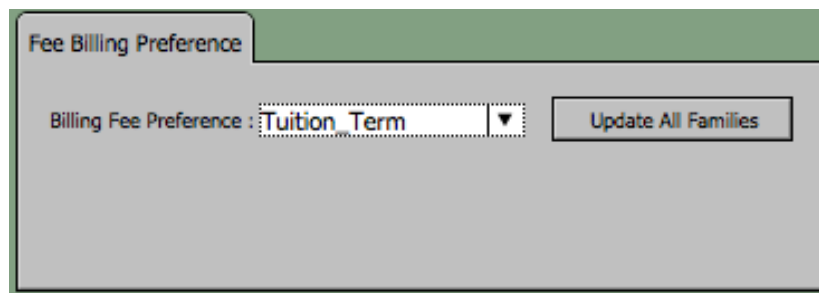 Fee Billing Preference
Billing Fee Preference : Tuition_Term Update All Families